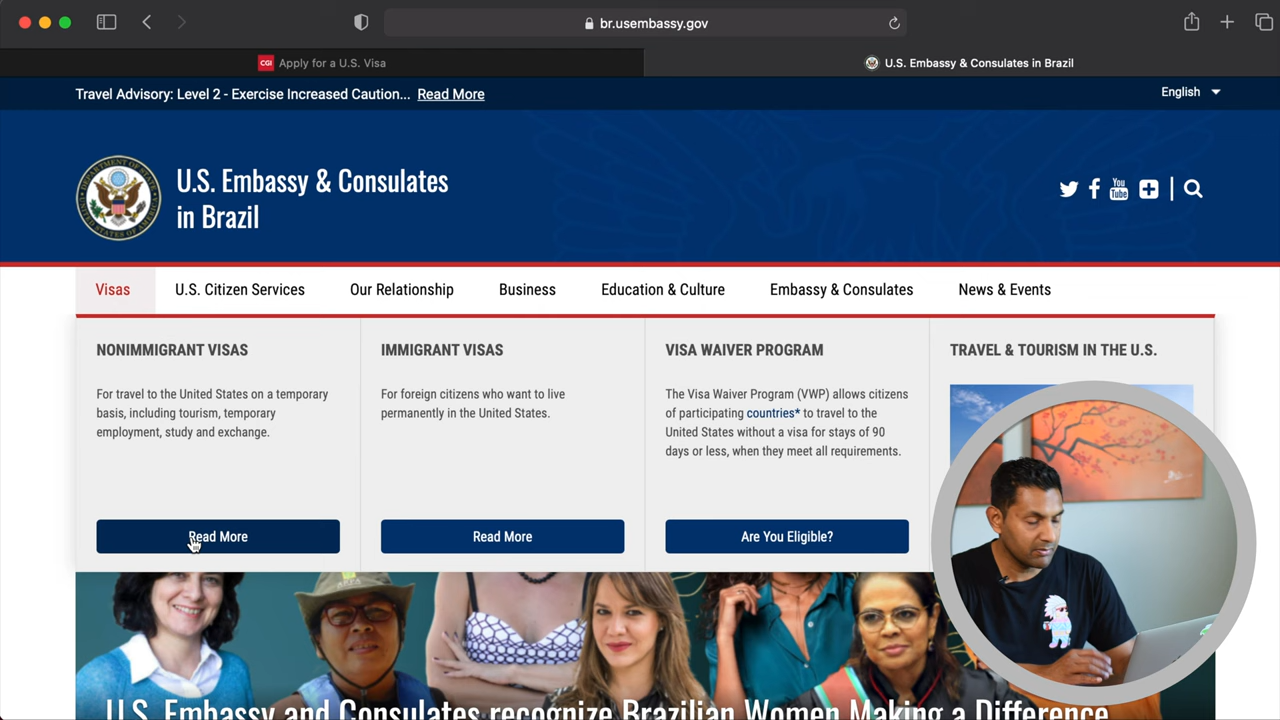 br.usembassy.gov
CGI Apply for a U.S. Visa
U.S. Embassy & Consulates in Brazil
Travel Advisory: Level 2 - Exercise Increased Caution... Read More
English
U.S. Embassy & Consulates
in Brazil
You
Tube
Visas
U.S. Citizen Services
Our Relationship
Business
Education & Culture
Embassy & Consulates
News & Events
NONIMMIGRANT VISAS
For travel to the United States on a temporary
basis, including tourism, temporary
employment, study and exchange.
Read More
IMMIGRANT VISAS
For foreign citizens who want to live
permanently in the United States.
Read More
VISA WAIVER PROGRAM
The Visa Waiver Program (VWP) allows citizens
of participating countries* to travel to the
United States without a visa for stays of 90
days or less, when they meet all requirements.
Are You Eligible?
TRAVEL & TOURISM IN THE U.S.
U.S. Embassy and Consulates recognize Brazilian Women Making a Difference